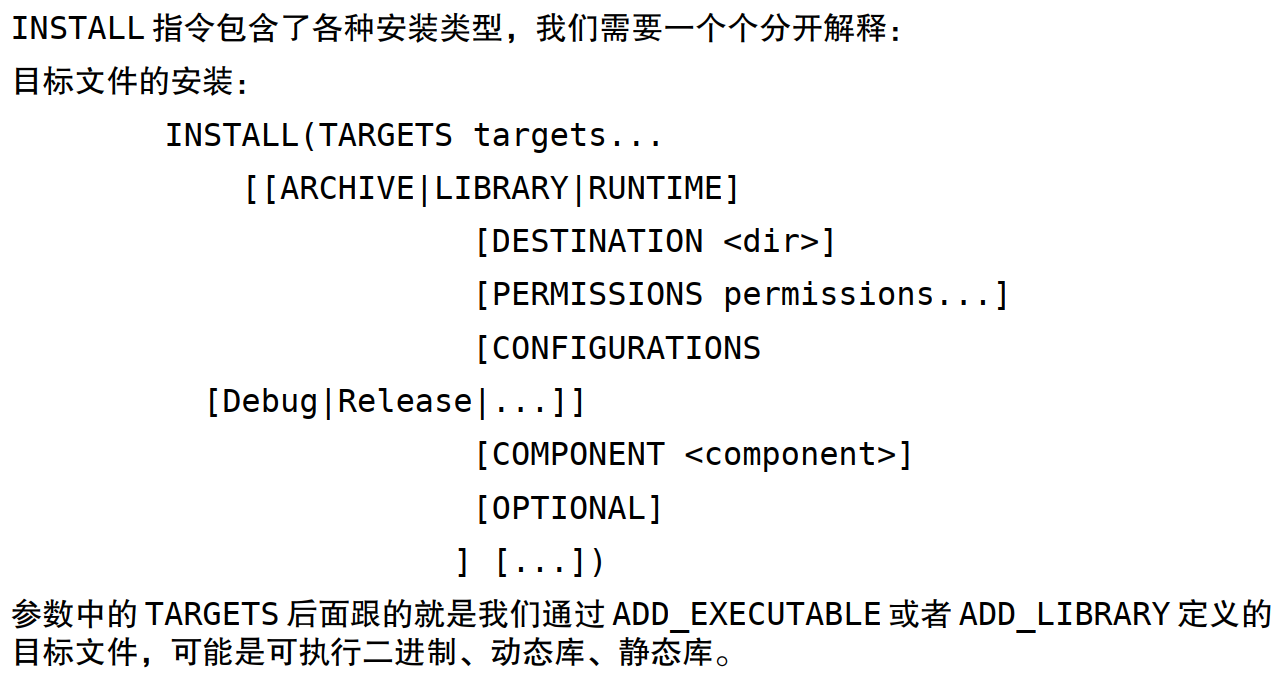 INSTALL 指令包含了各种安装类型，我们需要一个个分开解释：
目标文件的安装：
INSTALL(TARGETS targets...
[[ARCHIVE|LIBRARY|RUNTIME]
[DESTINATION <dir>]
[PERMISSIONS permissions...]
[CONFIGURATIONS
[Debug|Release|...]]
[COMPONENT <component>]
[OPTIONAL]
] [...])
参数中的 TARGETS 后面跟的就是我们通过 ADD_EXECUTABLE 或者 ADD_LIBRARY 定义的
目标文件，可能是可执行二进制、动态库、静态库。